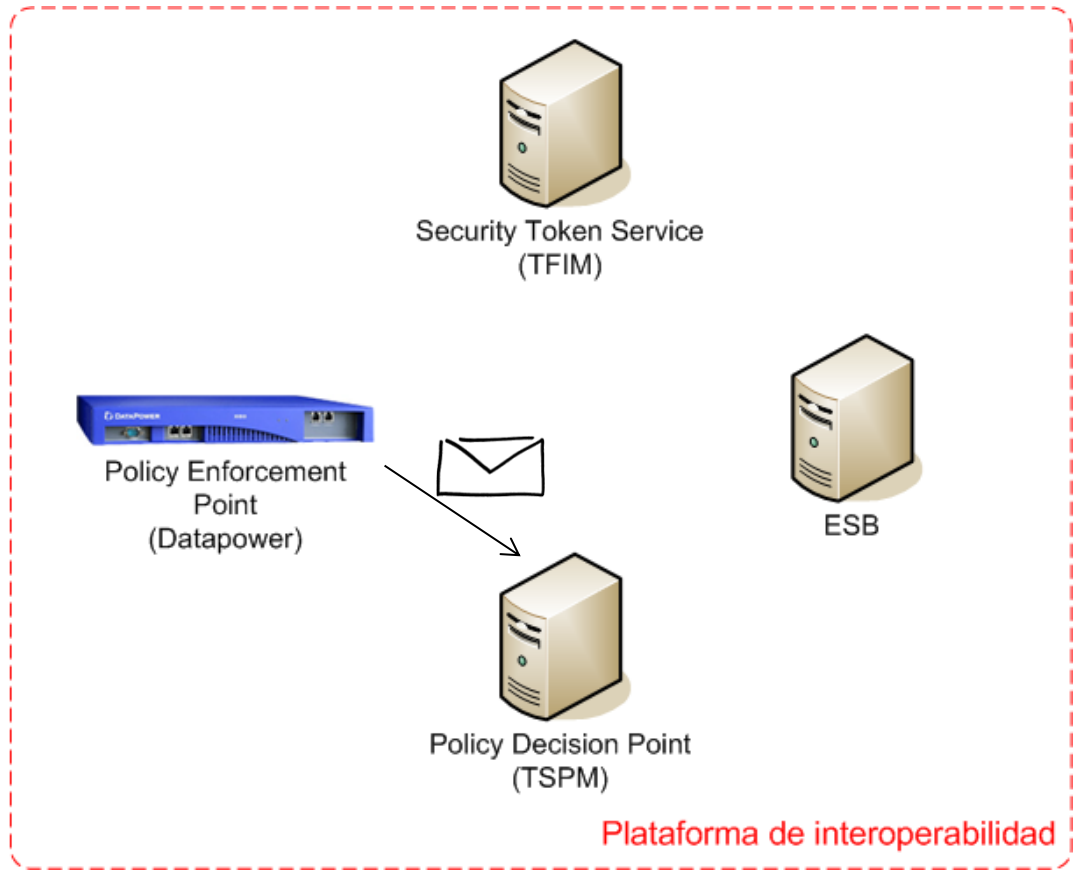 Security Token Service
(TFIM)
DATAPOWER
Policy Enforcement
Point
(Datapower)
ESB
Policy Decision Point
(TSPM)
Plataforma de interoperabilidad